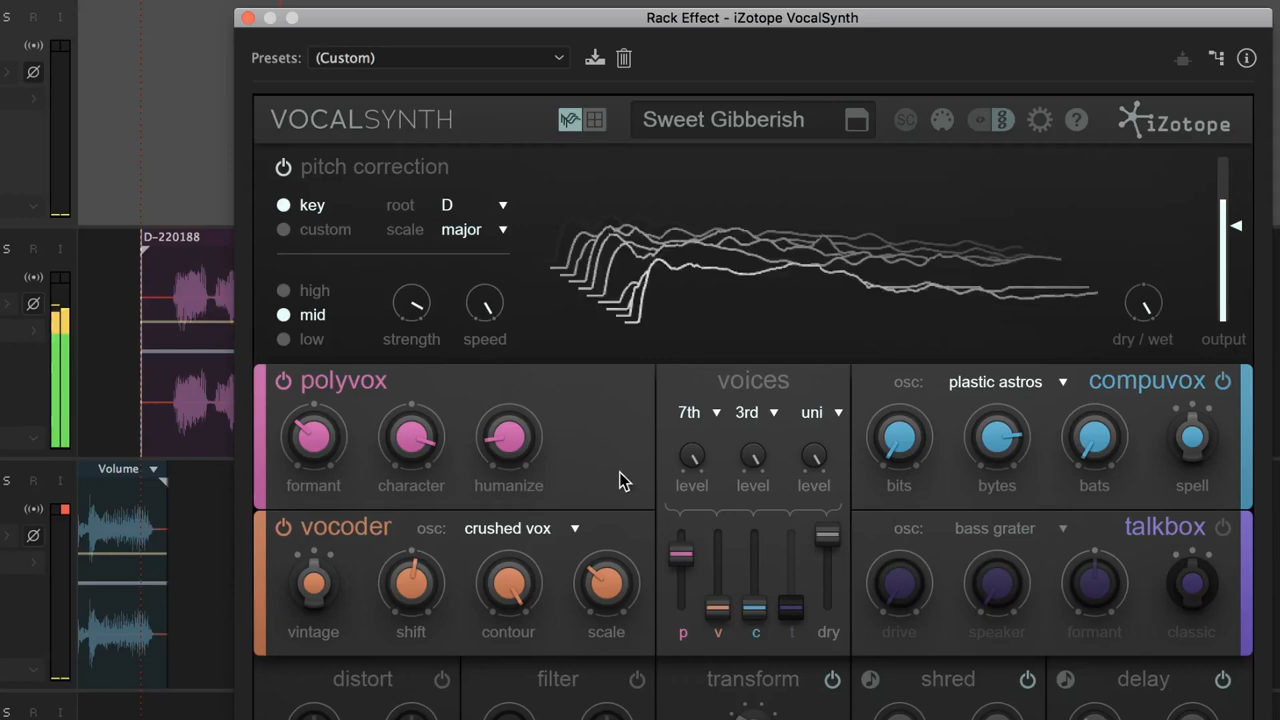 Rack Effect - iZotope VocalSynth
S R I
Presets: (Custom)
VOCALSYNTH
Sweet Gibberish
SC
iZotope
pitch correction
key root D
custom scale major
high
mid
low
strength speed
dry / wet output
D-220188
S R I
polyvox
formant character humanize
voices
7th 3rd uni
level level level
osc: plastic astros compuvox
bits bytes bats spell
Volume
S R I
vocoder osc: crushed vox
vintage shift contour scale
p v c t dry
osc: bass grater talkbox
drive speaker formant classic
distort filter transform shred delay
S R I